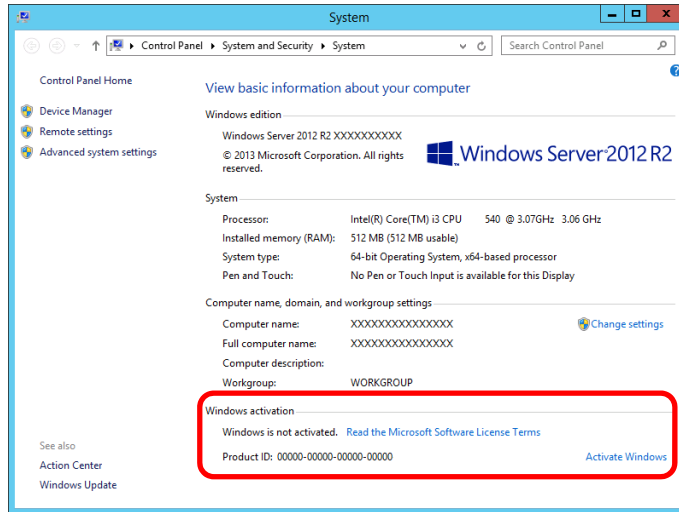 System
Control Panel System and Security System
Search Control Panel
Control Panel Home
Device Manager
Remote settings
Advanced system settings
See also
Action Center
Windows Update
View basic information about your computer
Windows edition
Windows Server 2012 R2 XXXXXXXXXX
© 2013 Microsoft Corporation. All rights
reserved.
Windows Server 2012 R2
System
Processor: Intel(R) Core(TM) i3 CPU 540 @ 3.07GHz 3.06 GHz
Installed memory (RAM): 512 MB (512 MB usable)
System type: 64-bit Operating System, x64-based processor
Pen and Touch: No Pen or Touch Input is available for this Display
Computer name, domain, and workgroup settings
Computer name: XXXXXXXXXXXXXXX Change settings
Full computer name: XXXXXXXXXXXXXXX
Computer description:
Workgroup: WORKGROUP
Windows activation
Windows is not activated. Read the Microsoft Software License Terms
Product ID: 00000-00000-00000-00000 Activate Windows